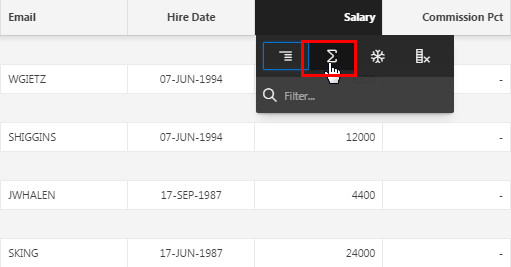 Email Hire Date Salary Commission Pct
Σ
Filter...
WGIETZ 07-JUN-1994 -
SHIGGINS 07-JUN-1994 12000 -
JWHALEN 17-SEP-1987 4400 -
SKING 17-JUN-1987 24000 -